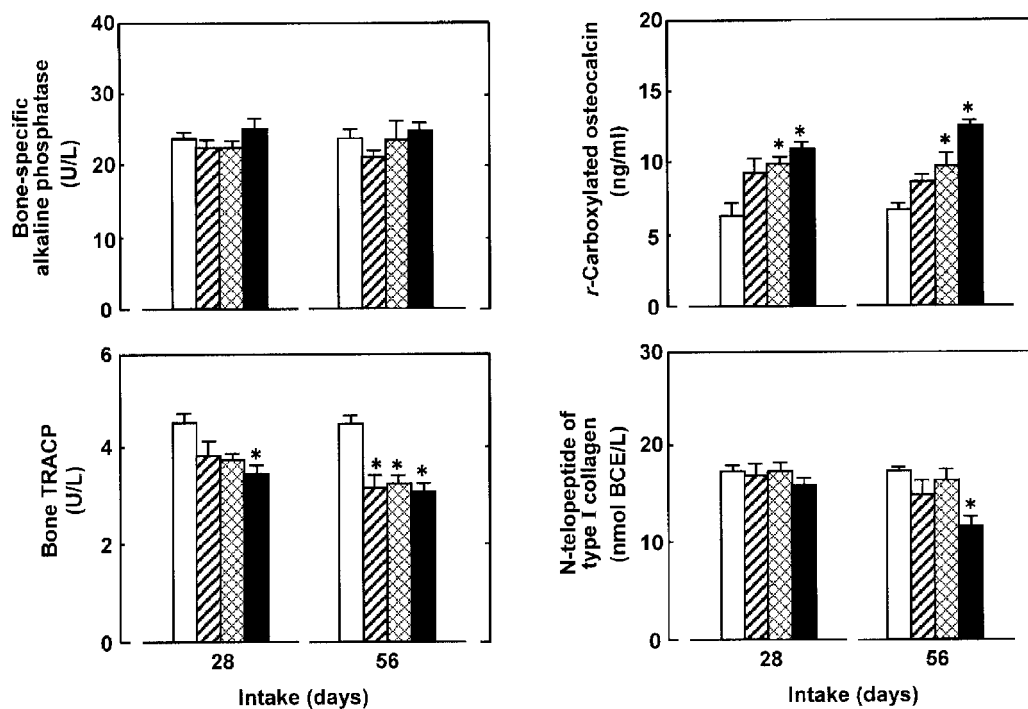 Bone-specific
alkaline phosphatase
(U/L)
40
30
20
10
0
r-Carboxylated osteocalcin
(ng/ml)
20
15
10
5
0
*
*
*
*
Bone TRACP
(U/L)
6
4
2
0
*
*
*
*
28
56
Intake (days)
N-telopeptide of
type I collagen
(nmol BCE/L)
30
20
10
0
*
28
56
Intake (days)